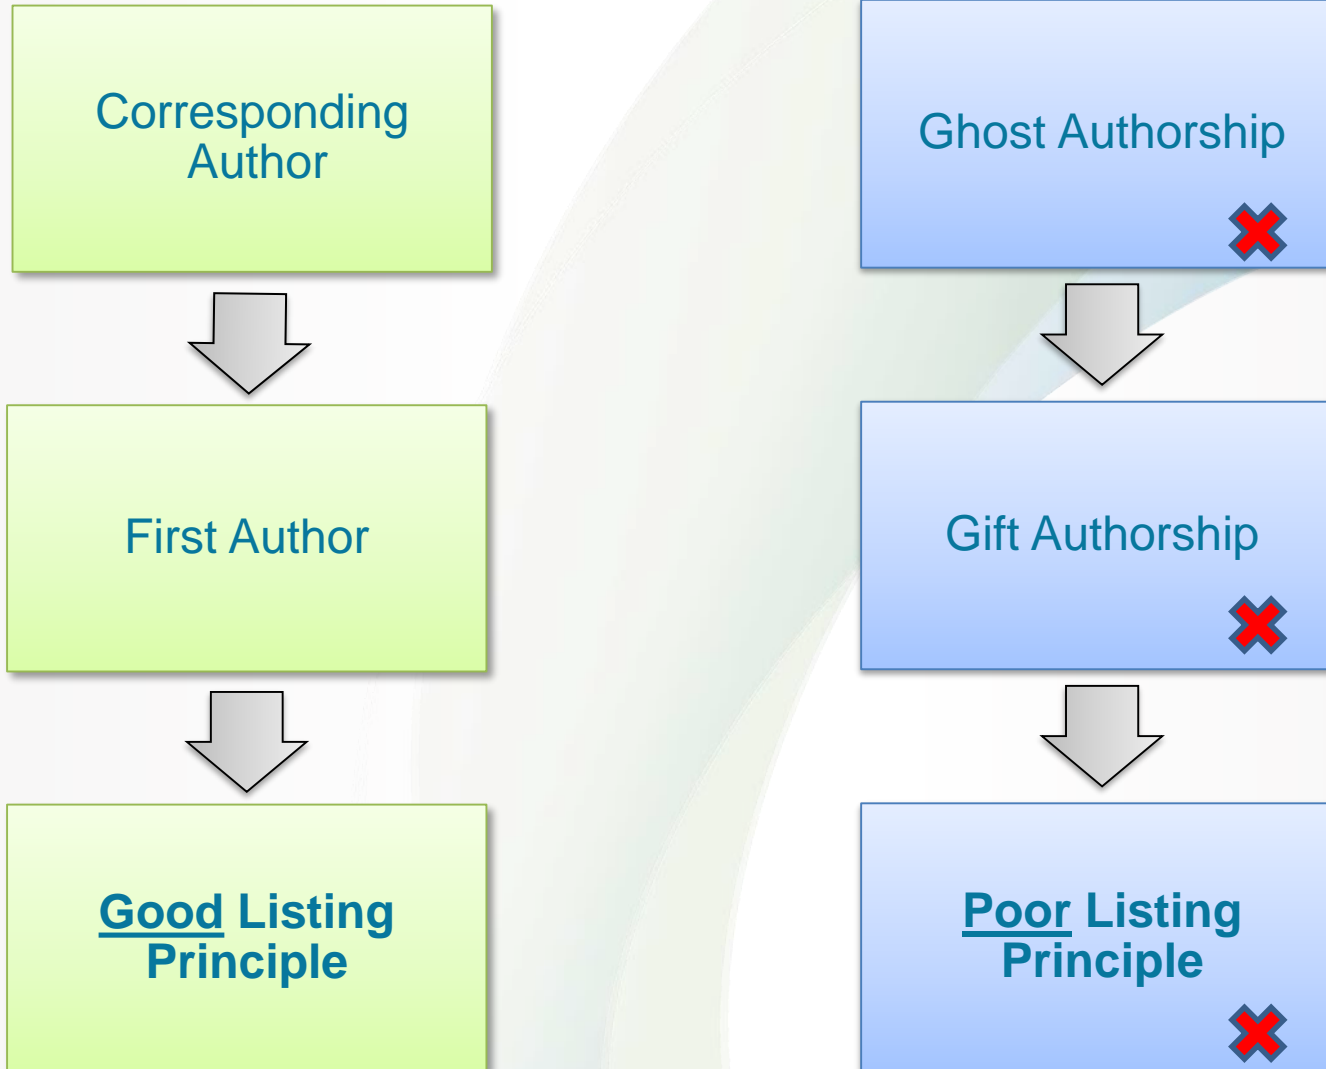 Corresponding
Author
First Author
Good Listing
Principle
Ghost Authorship
Gift Authorship
Poor Listing
Principle